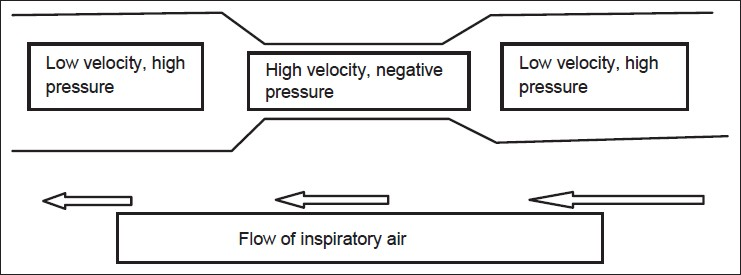 Low velocity, high
pressure
High velocity, negative
pressure
Low velocity, high
pressure
Flow of inspiratory air